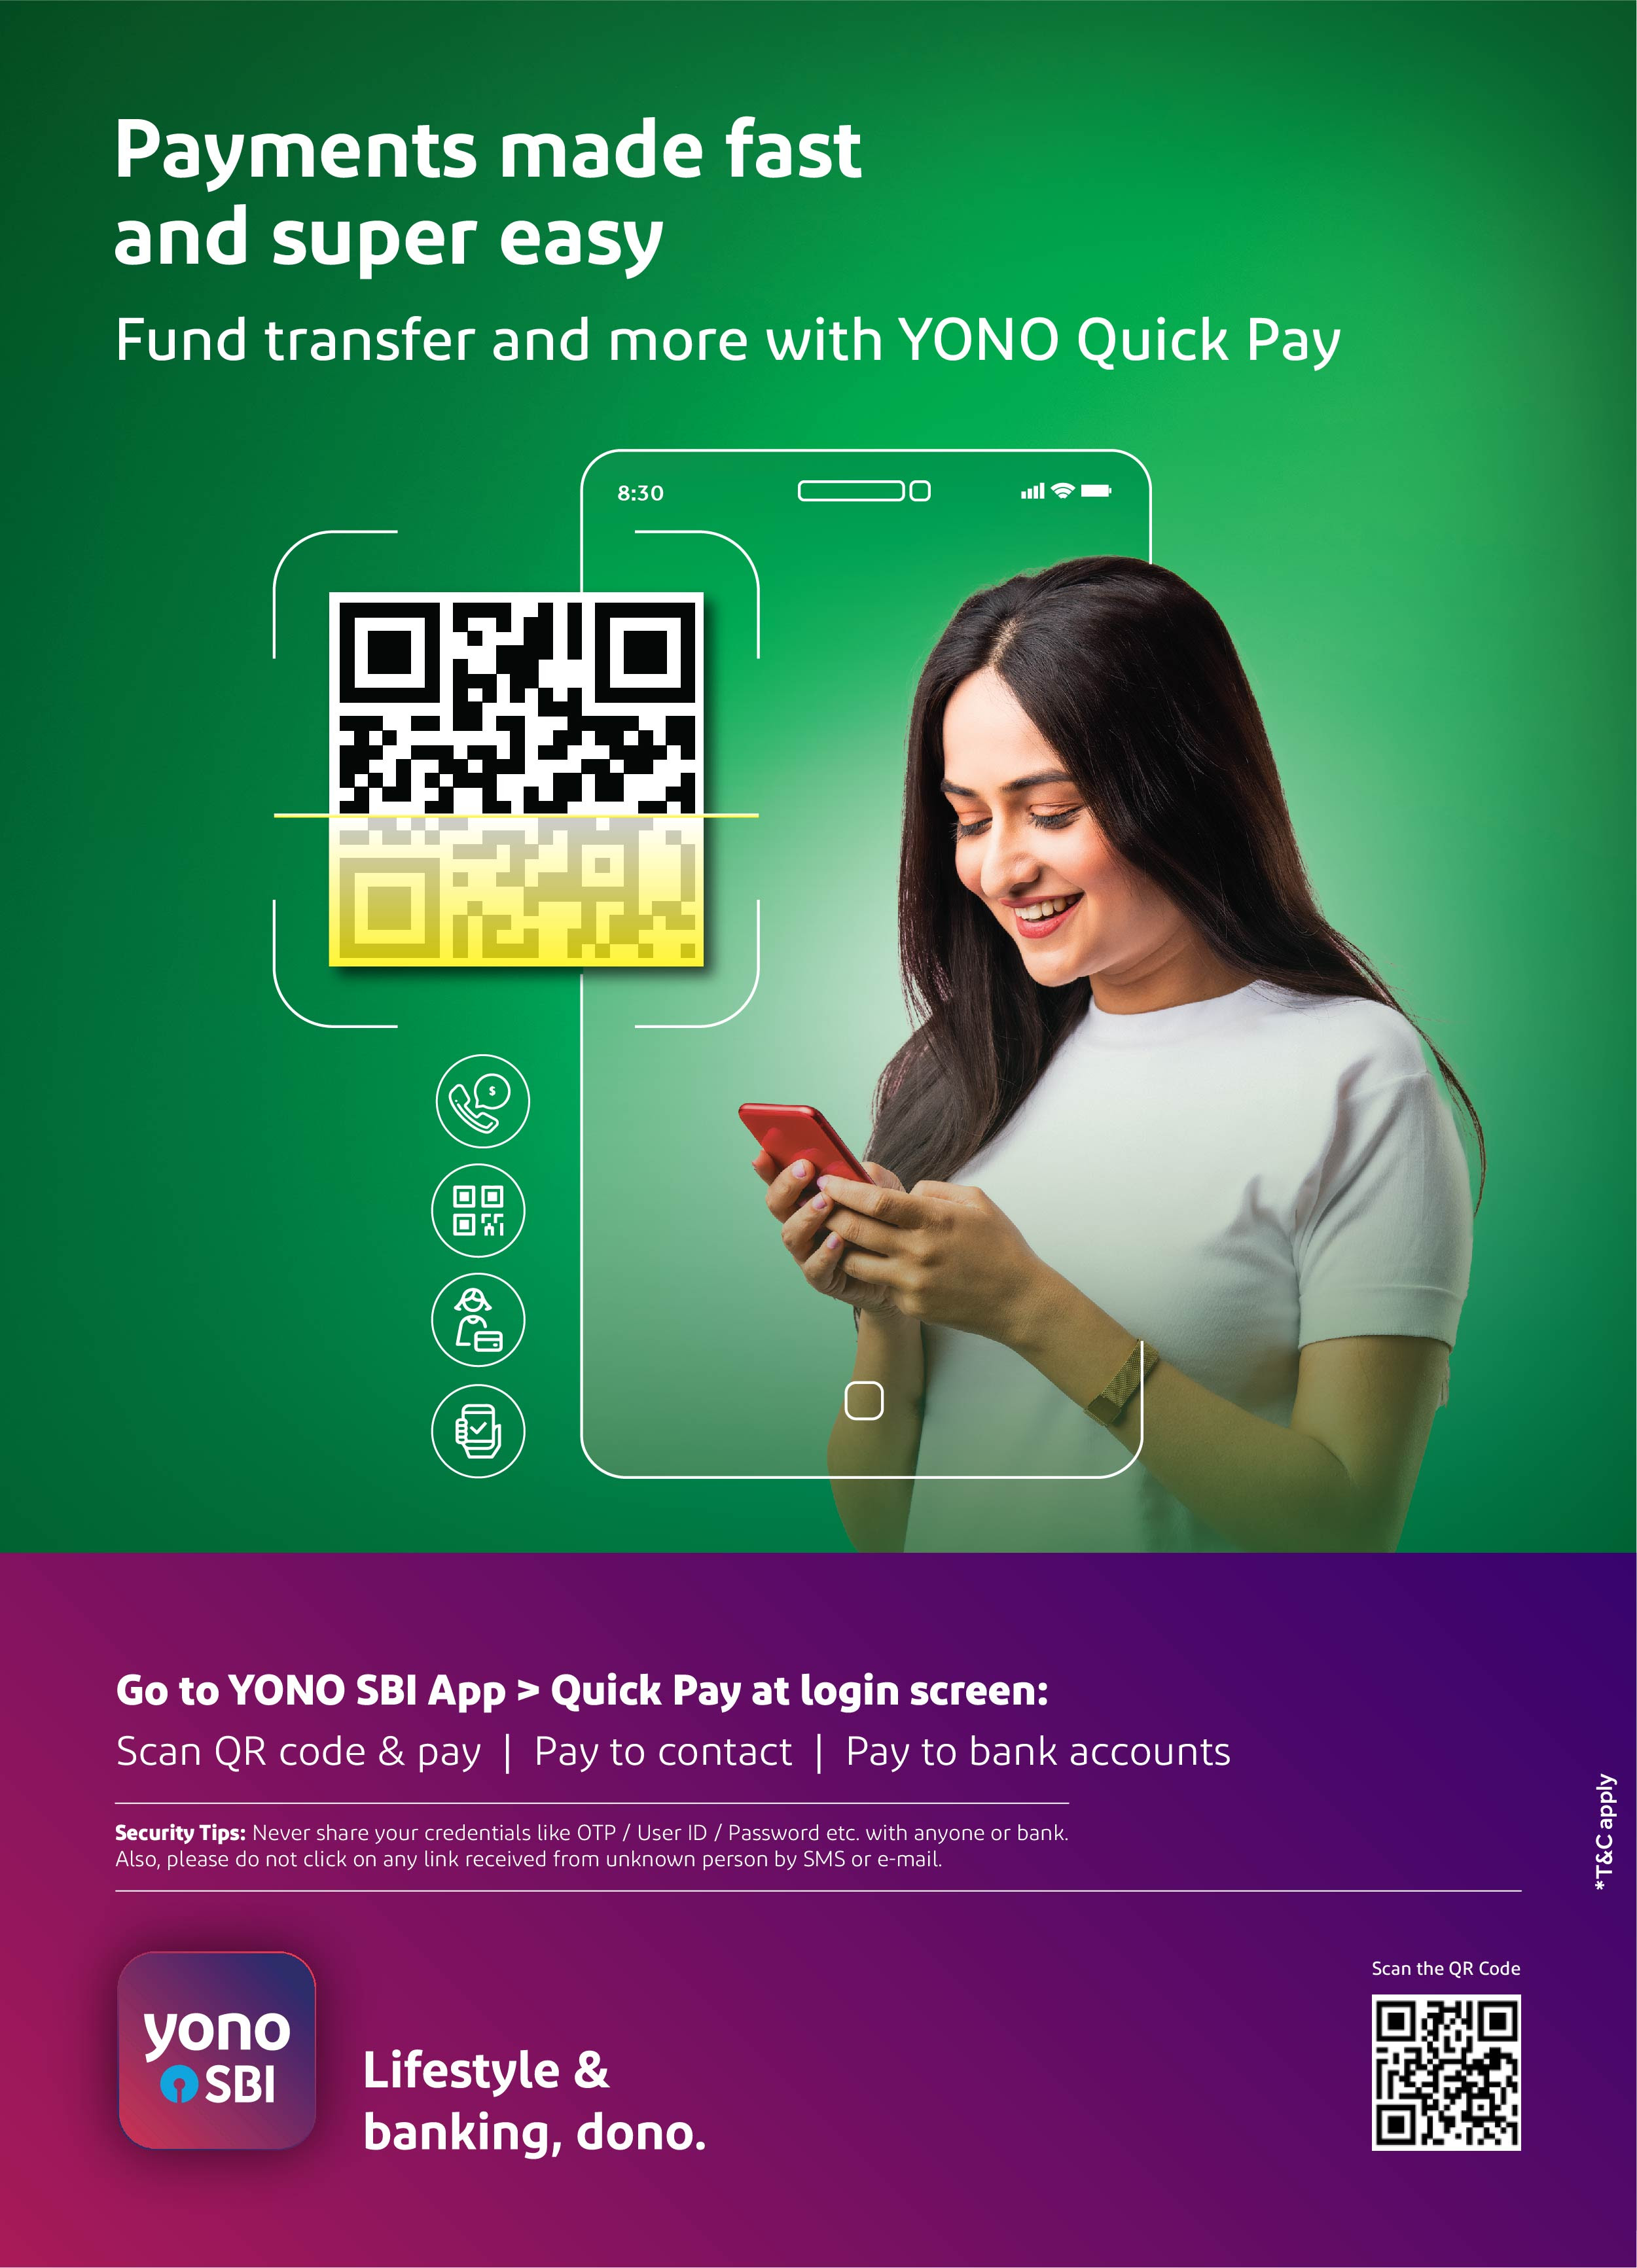 Payments made fast
and super easy
Fund transfer and more with YONO Quick Pay
8:30
$
Go to YONO SBI App > Quick Pay at login screen:
Scan QR code & pay | Pay to contact | Pay to bank accounts
Security Tips: Never share your credentials like OTP / User ID / Password etc. with anyone or bank.
Also, please do not click on any link received from unknown person by SMS or e-mail.
*T&C apply
yono
SBI
Lifestyle &
banking, dono.
Scan the QR Code